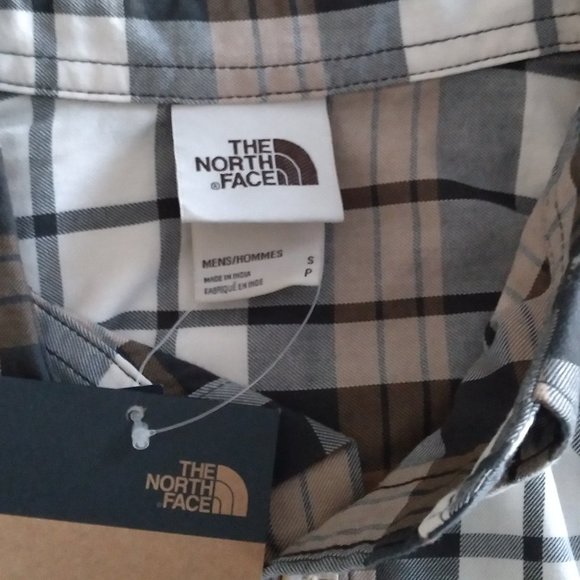 THE
NORTH
®FACE
MENS/HOMMES S
MADE IN INDIA P
FABRIQUÉ EN INDE
THE
NORTH
FACE®